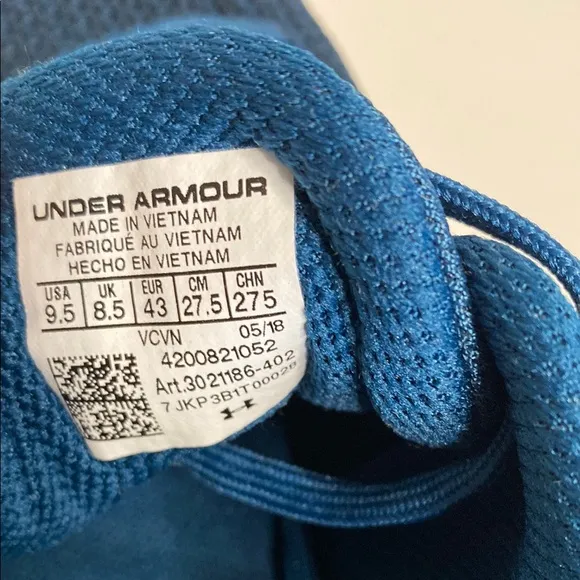 UNDER ARMOUR
MADE IN VIETNAM
FABRIQUÉ AU VIETNAM
HECHO EN VIETNAM
USA UK EUR CM CHN
9.5 8.5 43 27.5 275
VCVN 05/18
4200821052
Art.3021186-402
7JKP3B1T00028